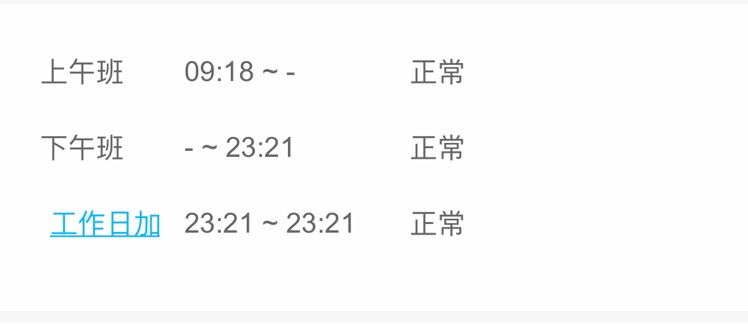 上午班 09:18 ~ - 正常
下午班 - ~ 23:21 正常
工作日加 23:21 ~ 23:21 正常